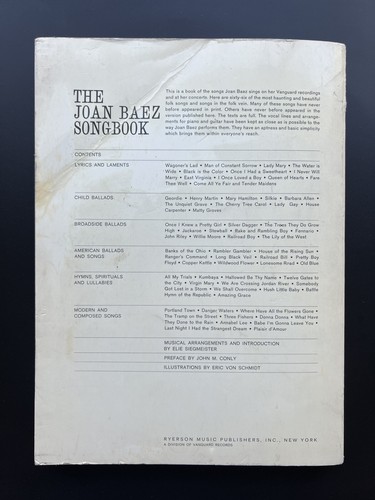 THE
JOAN BAEZ
SONGBOOK
This is a book of the songs Joan Baez sings on her Vanguard recordings
and at her concerts. Here are sixty-six of the most haunting and beautiful
folk songs and songs in the folk vein. Many of these songs have never
before appeared in print. Others have never before appeared in the
version published here. The texts are full. The vocal lines and arrange-
ments for piano and guitar have been kept as close as is possible to the
way Joan Baez performs them. They have an aptness and basic simplicity
which brings them within everyone's reach.
CONTENTS
LYRICS AND LAMENTS
Wagoner's Lad • Man of Constant Sorrow • Lady Mary • The Water is
Wide • Black is the Color • Once I Had a Sweetheart • I Never Will
Marry • East Virginia • I Once Loved a Boy • Queen of Hearts • Fare
Thee Well • Come All Ye Fair and Tender Maidens
CHILD BALLADS
Geordie • Henry Martin • Mary Hamilton • Silkie • Barbara Allen •
The Unquiet Grave • The Cherry Tree Carol • Lady Gay • House
Carpenter • Matty Groves
BROADSIDE BALLADS
Once I Knew a Pretty Girl • Silver Dagger • The Trees They Do Grow
High • Jackaroe • Stewball • Rake and Rambling Boy • Fennario •
John Riley • Willie Moore • Railroad Boy • The Lily of the West
AMERICAN BALLADS
AND SONGS
Banks of the Ohio • Rambler Gambler • House of the Rising Sun •
Ranger's Command • Long Black Veil • Railroad Bill • Pretty Boy
Floyd • Copper Kettle • Wildwood Flower • Lonesome Road • Old Blue
HYMNS, SPIRITUALS
AND LULLABIES
All My Trials • Kumbaya • Hallowed Be Thy Name • Twelve Gates to
the City • Virgin Mary • We Are Crossing Jordan River • Somebody
Got Lost in a Storm • We Shall Overcome • Hush Little Baby • Battle
Hymn of the Republic • Amazing Grace
MODERN AND
COMPOSED SONGS
Portland Town • Danger Waters • Where Have All the Flowers Gone
• The Tramp on the Street • Three Fishers • Donna Donna • What Have
They Done to the Rain • Annabel Lee • Babe I'm Gonna Leave You •
Last Night I Had the Strangest Dream • Plaisir d'Amour
MUSICAL ARRANGEMENTS AND INTRODUCTION
BY ELIE SIEGMEISTER
PREFACE BY JOHN M. CONLY
ILLUSTRATIONS BY ERIC VON SCHMIDT
RYERSON MUSIC PUBLISHERS, INC., NEW YORK
A DIVISION OF VANGUARD RECORDS